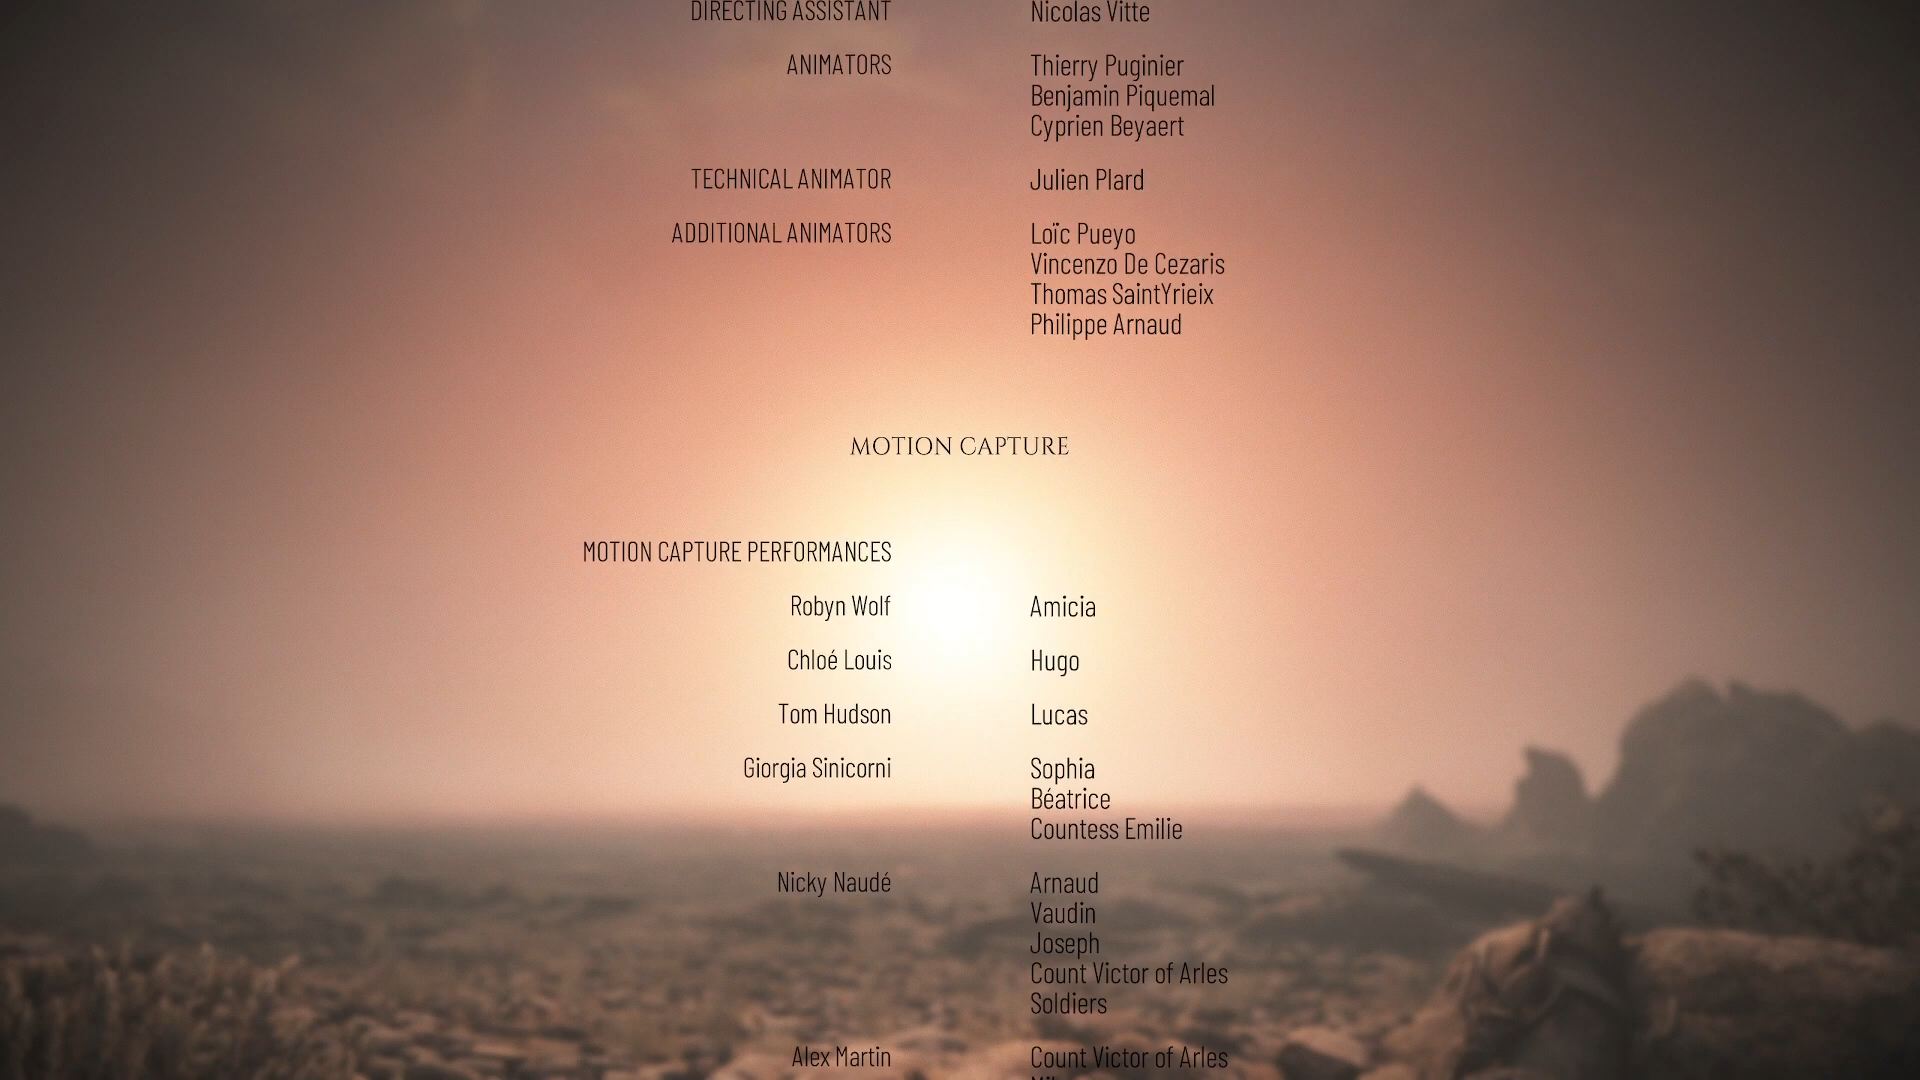 DIRECTING ASSISTANT Nicolas Vitte
ANIMATORS Thierry Puginier
Benjamin Piquemal
Cyprien Beyaert
TECHNICAL ANIMATOR Julien Plard
ADDITIONAL ANIMATORS Loïc Pueyo
Vincenzo De Cezaris
Thomas SaintYrieix
Philippe Arnaud
MOTION CAPTURE
MOTION CAPTURE PERFORMANCES
Robyn Wolf Amicia
Chloé Louis Hugo
Tom Hudson Lucas
Giorgia Sinicorni Sophia
Béatrice
Countess Emilie
Nicky Naudé Arnaud
Vaudin
Joseph
Count Victor of Arles
Soldiers
Alex Martin Count Victor of Arles